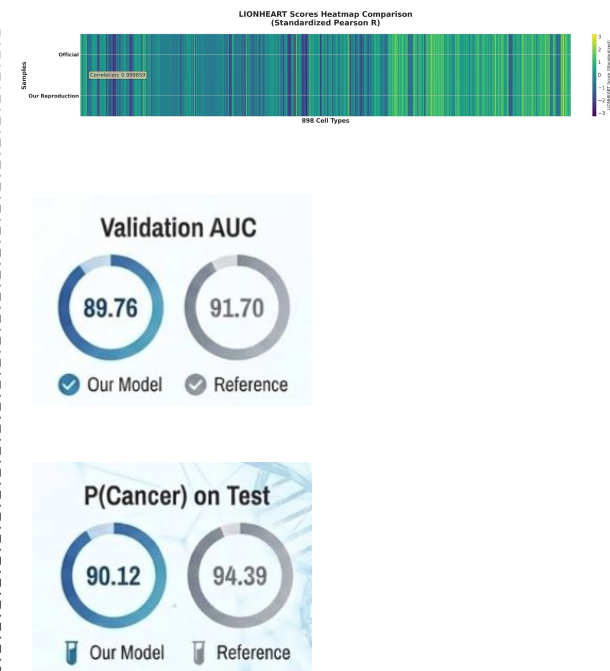 LIONHEART Scores Heatmap Comparison
(Standardized Pearson R)
Samples
Official
Correlation: 0.999859
Our Reproduction
898 Cell Types
3
2
1
0
−1
−2
−3
LIONHEART Score (Standardized)
Validation AUC
89.76
91.70
Our Model
Reference
P(Cancer) on Test
90.12
94.39
Our Model
Reference